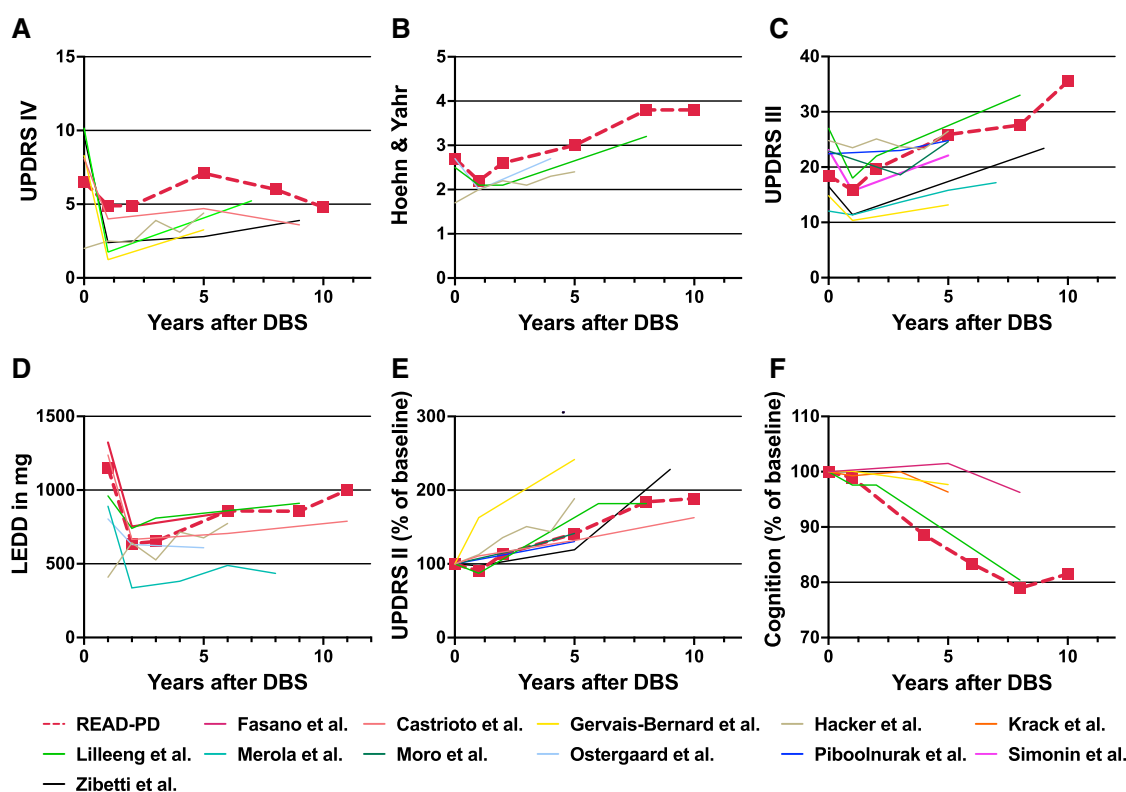 A
B
C
UPDRS IV
15
10
5
0
0
5
10
Years after DBS
Hoehn & Yahr
5
4
3
2
1
0
0
5
10
Years after DBS
UPDRS III
40
30
20
10
0
0
5
10
Years after DBS
D
E
F
LEDD in mg
1500
1000
500
0
0
5
10
Years after DBS
UPDRS II (% of baseline)
300
200
100
0
0
5
10
Years after DBS
Cognition (% of baseline)
110
100
90
80
70
0
5
10
Years after DBS
READ-PD Fasano et al. Castrioto et al. Gervais-Bernard et al. Hacker et al. Krack et al.
Lilleeng et al. Merola et al. Moro et al. Ostergaard et al. Piboolnurak et al. Simonin et al.
Zibetti et al.